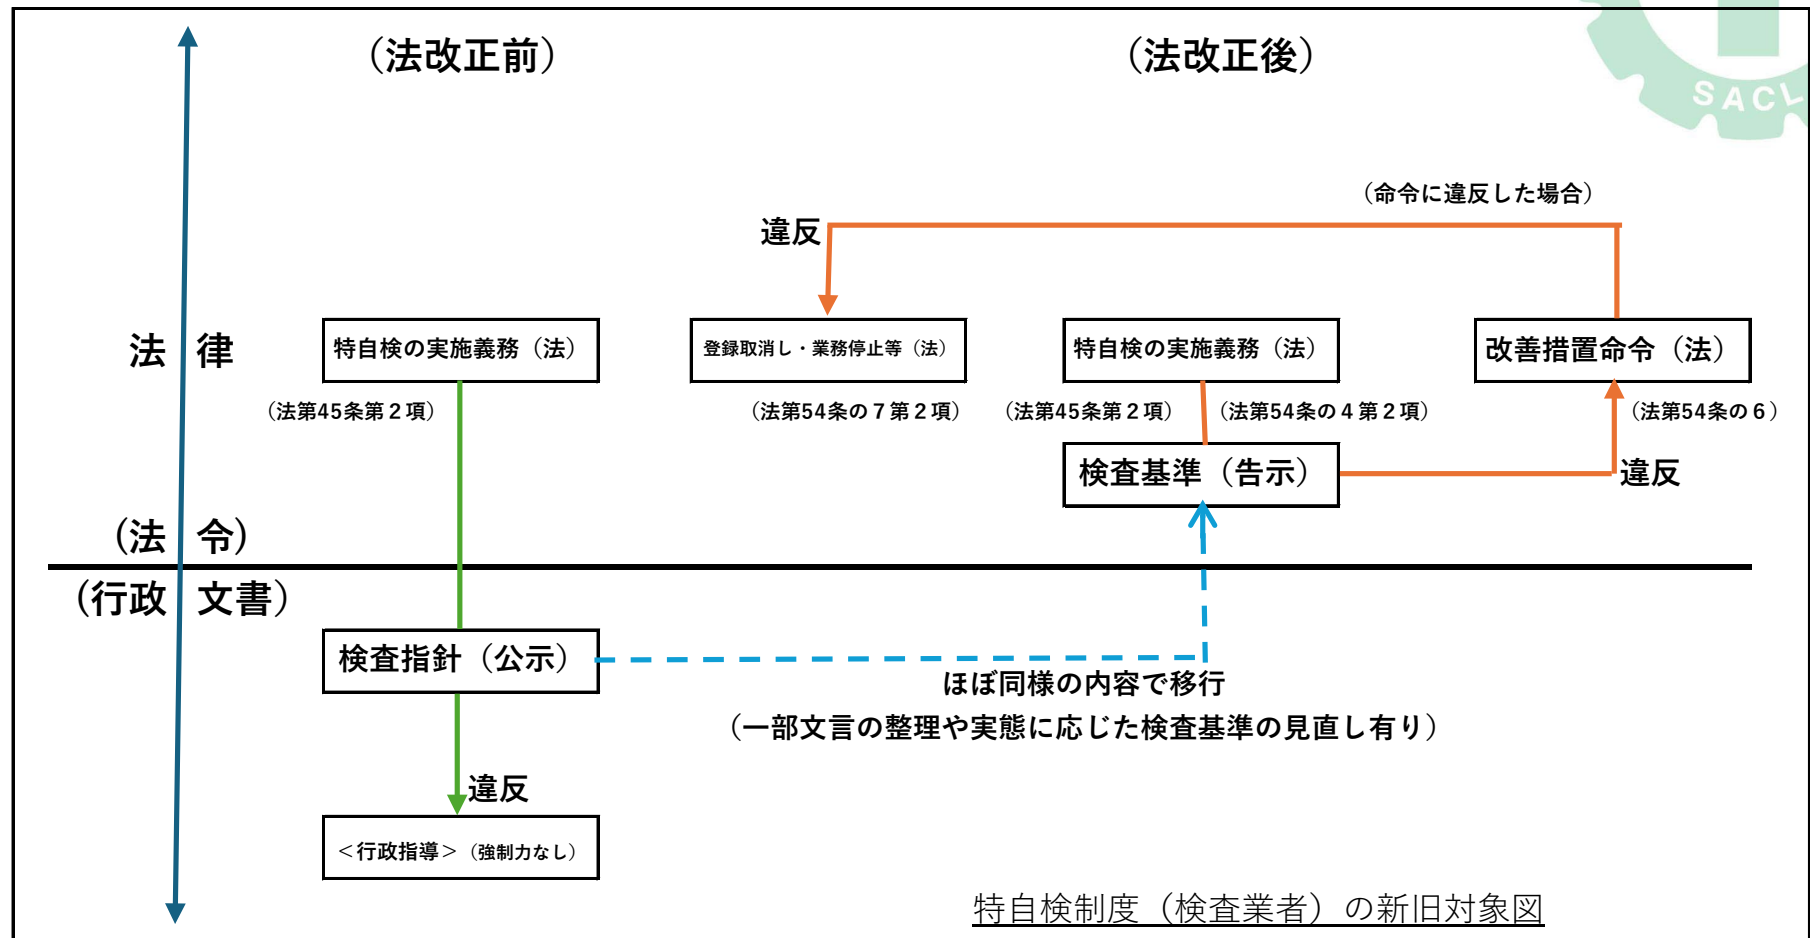 （法改正前）
（法改正後）
SACL
（命令に違反した場合）
違反
法　律
特自検の実施義務（法）
登録取消し・業務停止等（法）
特自検の実施義務（法）
改善措置命令（法）
（法第45条第２項）
（法第54条の７第２項）
（法第45条第２項）
（法第54条の４第２項）
（法第54条の６）
検査基準（告示）
違反
（法　令）
（行政　文書）
検査指針（公示）
ほぼ同様の内容で移行
（一部文言の整理や実態に応じた検査基準の見直し有り）
違反
＜行政指導＞（強制力なし）
特自検制度（検査業者）の新旧対象図